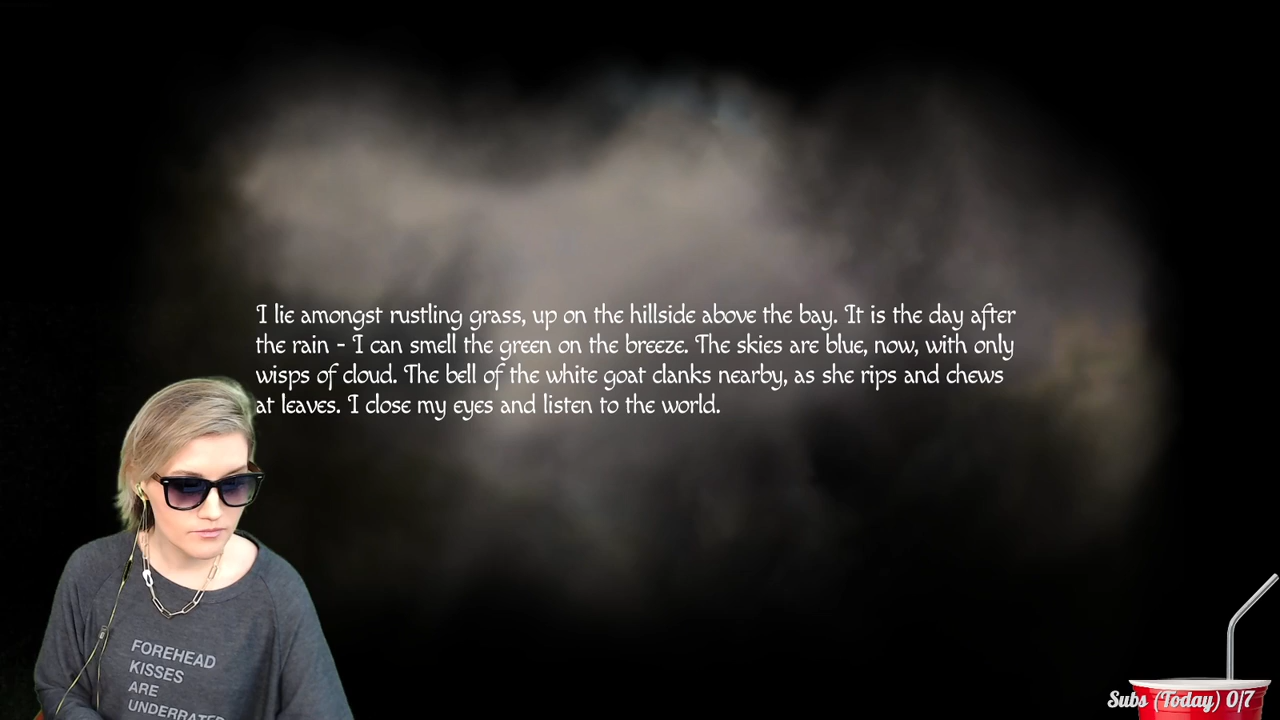 I lie amongst rustling grass, up on the hillside above the bay. It is the day after
the rain - I can smell the green on the breeze. The skies are blue, now, with only
wisps of cloud. The bell of the white goat clanks nearby, as she rips and chews
at leaves. I close my eyes and listen to the world.
FOREHEAD
KISSES
ARE
UNDERRATED
Subs (Today) 0/7